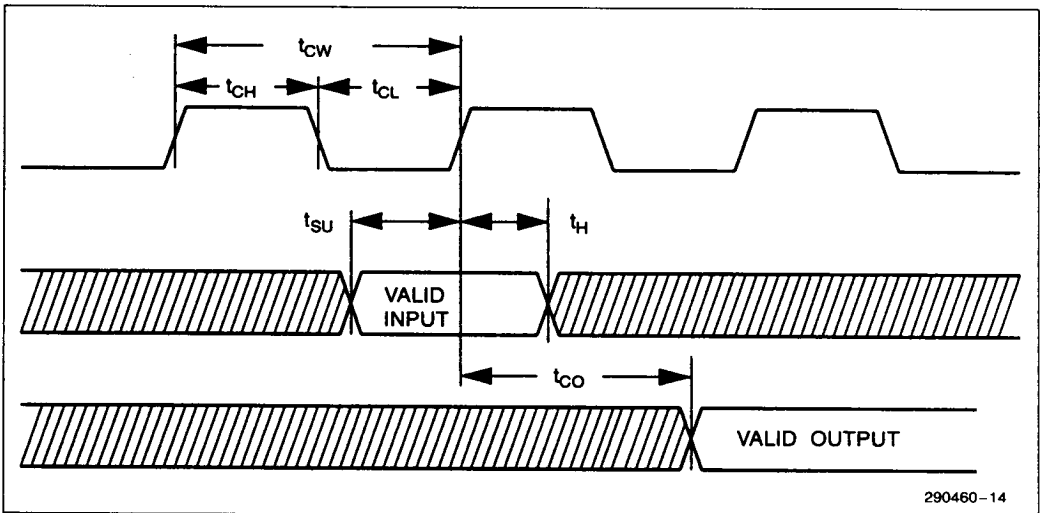 tCW
tCH
tCL
tSU
tH
VALID
INPUT
tCO
VALID OUTPUT
290460-14